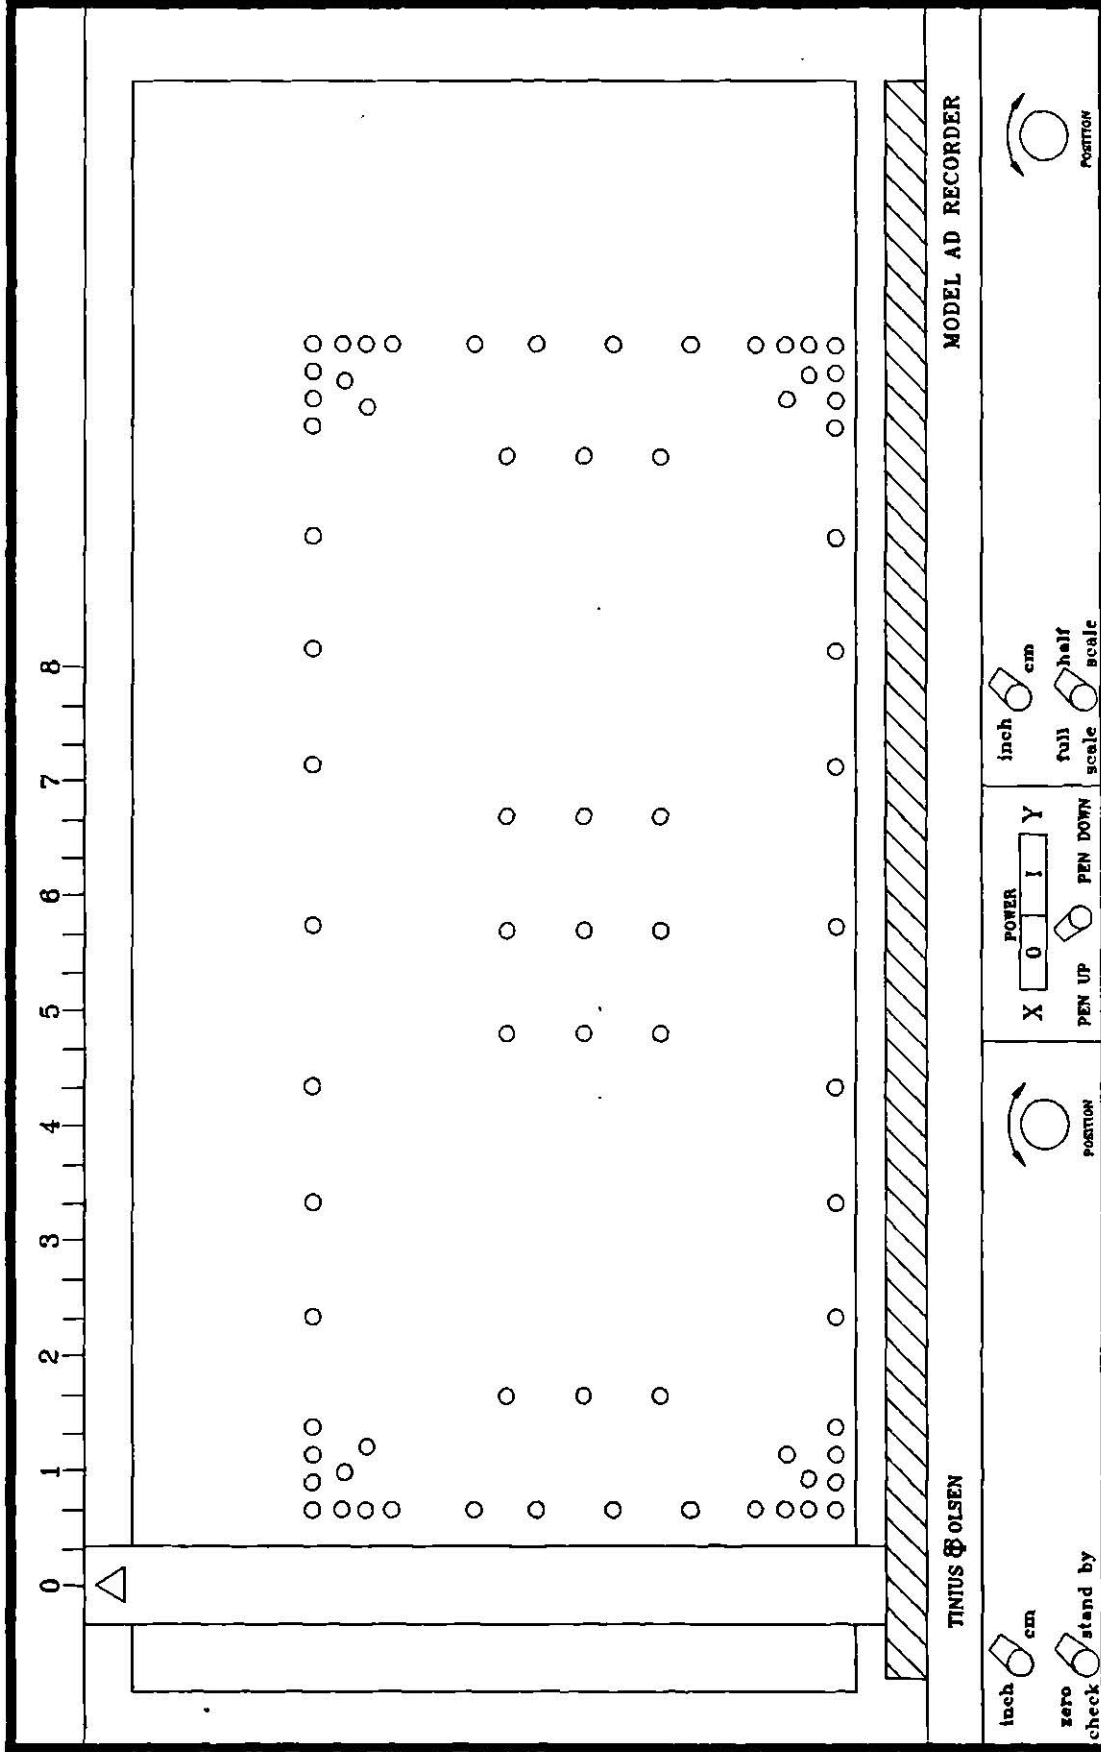 0 1 2 3 4 5 6 7 8
TINIUS OLSEN MODEL AD RECORDER
inch cm
zero check stand by
POSITION
POWER
X 0 1 Y
PEN UP PEN DOWN
inch cm
full scale half scale
POSITION